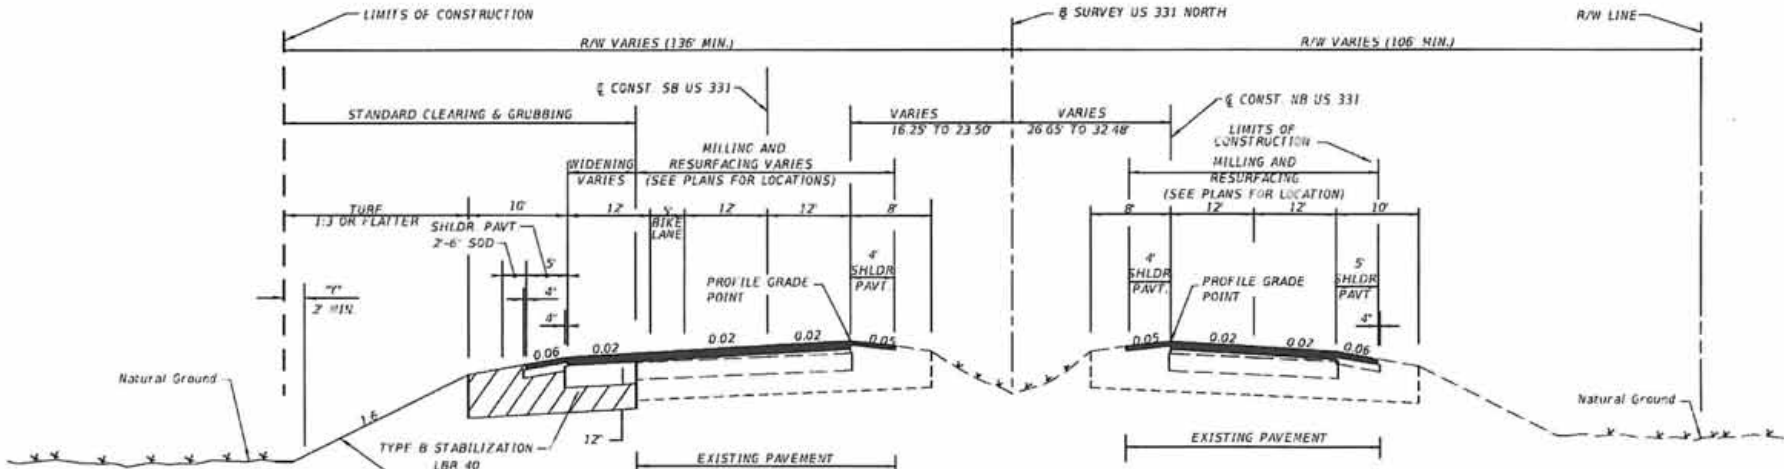 LIMITS OF CONSTRUCTION
℄ SURVEY US 331 NORTH
R/W LINE
R/W VARIES (136' MIN.)
R/W VARIES (106' MIN.)
℄ CONST. SB US 331
℄ CONST. NB US 331
STANDARD CLEARING & GRUBBING
VARIES
16.25' TO 23.50'
VARIES
26.65' TO 32.48'
LIMITS OF
CONSTRUCTION
MILLING AND
RESURFACING VARIES
(SEE PLANS FOR LOCATIONS)
WIDENING
VARIES
MILLING AND
RESURFACING
(SEE PLANS FOR LOCATION)
TURF
1:3 OR FLATTER
10'
12'
5'
BIKE
LANE
12'
12'
8'
8'
12'
12'
10'
SHLDR. PAVT
2'-6" SOD
5'
4"
4"
4'
SHLDR
PAVT.
PROFILE GRADE
POINT
4'
SHLDR
PAVT.
PROFILE GRADE
POINT
5'
SHLDR
PAVT
4"
2' MIN.
0.06
0.02
0.02
0.02
0.05
0.05
0.02
0.02
0.06
Natural Ground
1:6
Natural Ground
TYPE B STABILIZATION
LBR 40
12"
EXISTING PAVEMENT
EXISTING PAVEMENT